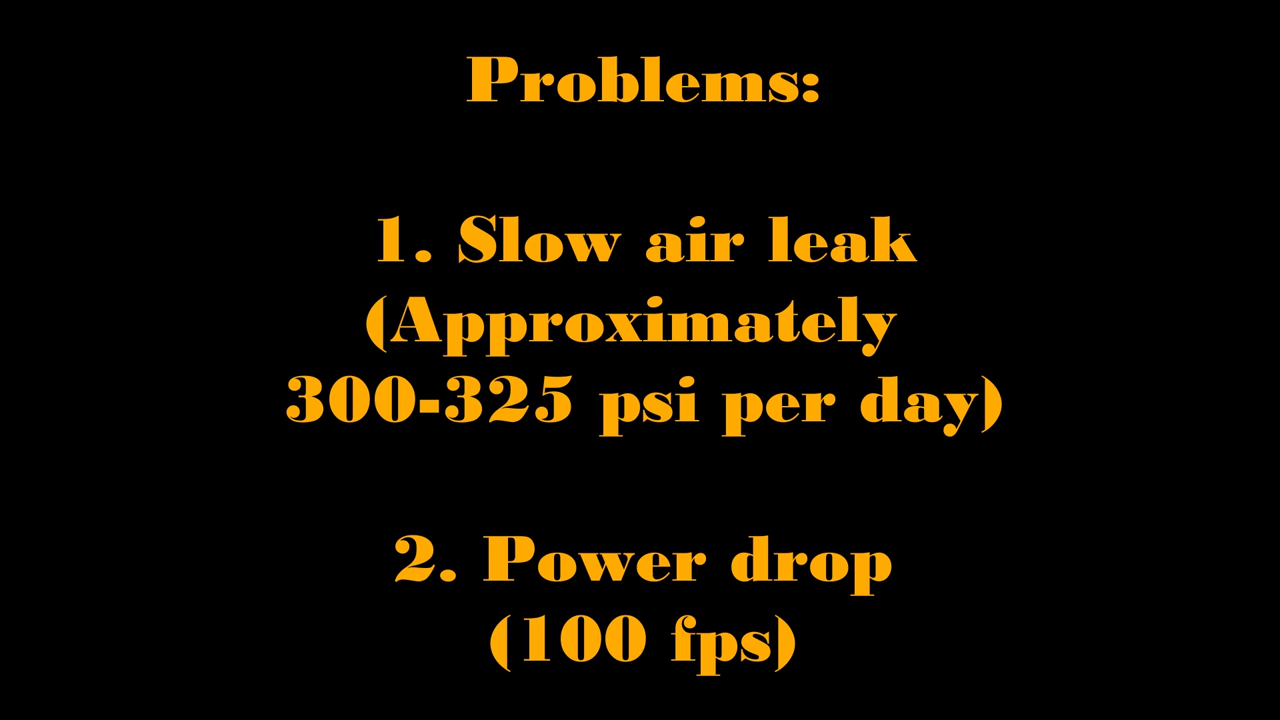 Problems:
1. Slow air leak
(Approximately
300-325 psi per day)
2. Power drop
(100 fps)